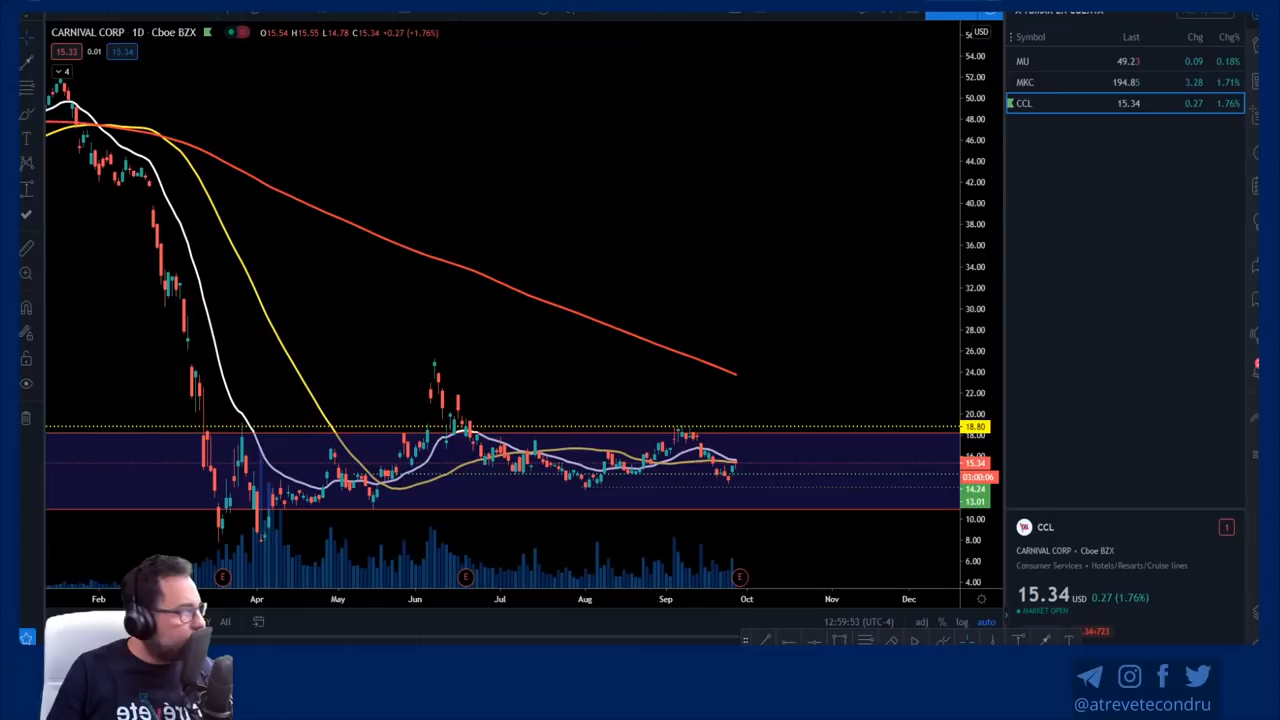 CARNIVAL CORP · 1D · Cboe BZX O15.54 H15.55 L14.78 C15.34 +0.27 (+1.76%)
15.33 0.01 15.34
4
USD
54.00
52.00
50.00
48.00
46.00
44.00
42.00
40.00
38.00
36.00
34.00
32.00
30.00
28.00
26.00
24.00
22.00
20.00
18.80
18.00
15.34
03:00:06
14.24
13.01
10.00
8.00
6.00
4.00
E E E
Feb Apr May Jun Jul Aug Sep Oct Nov Dec
All 12:59:53 (UTC-4) adj % log auto
Symbol Last Chg Chg%
MU 49.23 0.09 0.18%
MKC 194.85 3.28 1.71%
CCL 15.34 0.27 1.76%
CCL 1
CARNIVAL CORP • Cboe BZX
Consumer Services • Hotels/Resorts/Cruise lines
15.34 USD 0.27 (1.76%)
MARKET OPEN
@atrevetecondru